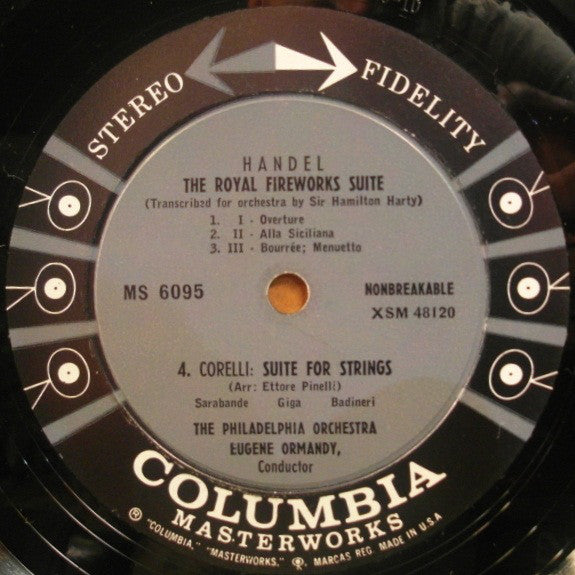 STEREO FIDELITY
HANDEL
THE ROYAL FIREWORKS SUITE
(Transcribed for orchestra by Sir Hamilton Harty)
1. I - Overture
2. II - Alla Siciliana
3. III - Bourrée; Menuetto
MS 6095
NONBREAKABLE
XSM 48120
4. CORELLI: SUITE FOR STRINGS
(Arr: Ettore Pinelli)
Sarabande Giga Badineri
THE PHILADELPHIA ORCHESTRA
EUGENE ORMANDY,
Conductor
COLUMBIA
MASTERWORKS
® "COLUMBIA," "MASTERWORKS," MARCAS REG. MADE IN U.S.A.